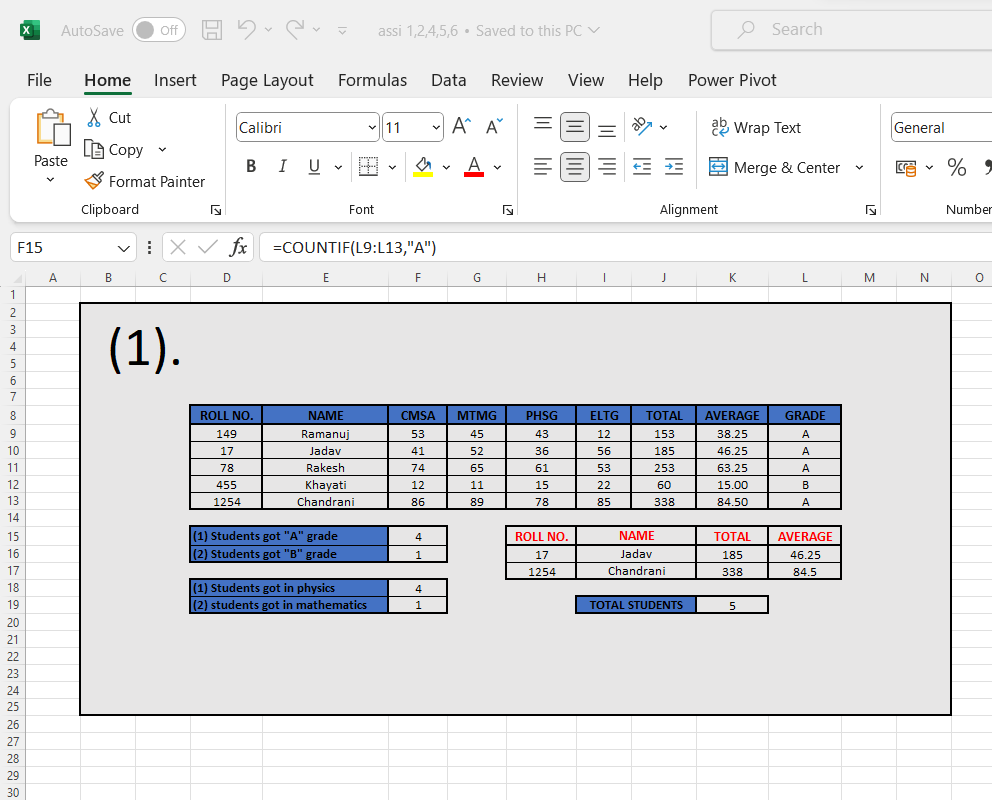 AutoSave Off assi 1,2,4,5,6 • Saved to this PC Search
File Home Insert Page Layout Formulas Data Review View Help Power Pivot
Paste Cut Copy Format Painter Calibri 11 Wrap Text General
B I U A Merge & Center %
Clipboard Font Alignment Number
F15 fx =COUNTIF(L9:L13,"A")
A B C D E F G H I J K L M N O
1
2
3
4
5
6
7
(1).
8 ROLL NO. NAME CMSA MTMG PHSG ELTG TOTAL AVERAGE GRADE
9 149 Ramanuj 53 45 43 12 153 38.25 A
10 17 Jadav 41 52 36 56 185 46.25 A
11 78 Rakesh 74 65 61 53 253 63.25 A
12 455 Khayati 12 11 15 22 60 15.00 B
13 1254 Chandrani 86 89 78 85 338 84.50 A
14
15 (1) Students got "A" grade 4 ROLL NO. NAME TOTAL AVERAGE
16 (2) Students got "B" grade 1 17 Jadav 185 46.25
17 1254 Chandrani 338 84.5
18 (1) Students got in physics 4
19 (2) students got in mathematics 1 TOTAL STUDENTS 5
20
21
22
23
24
25
26
27
28
29
30